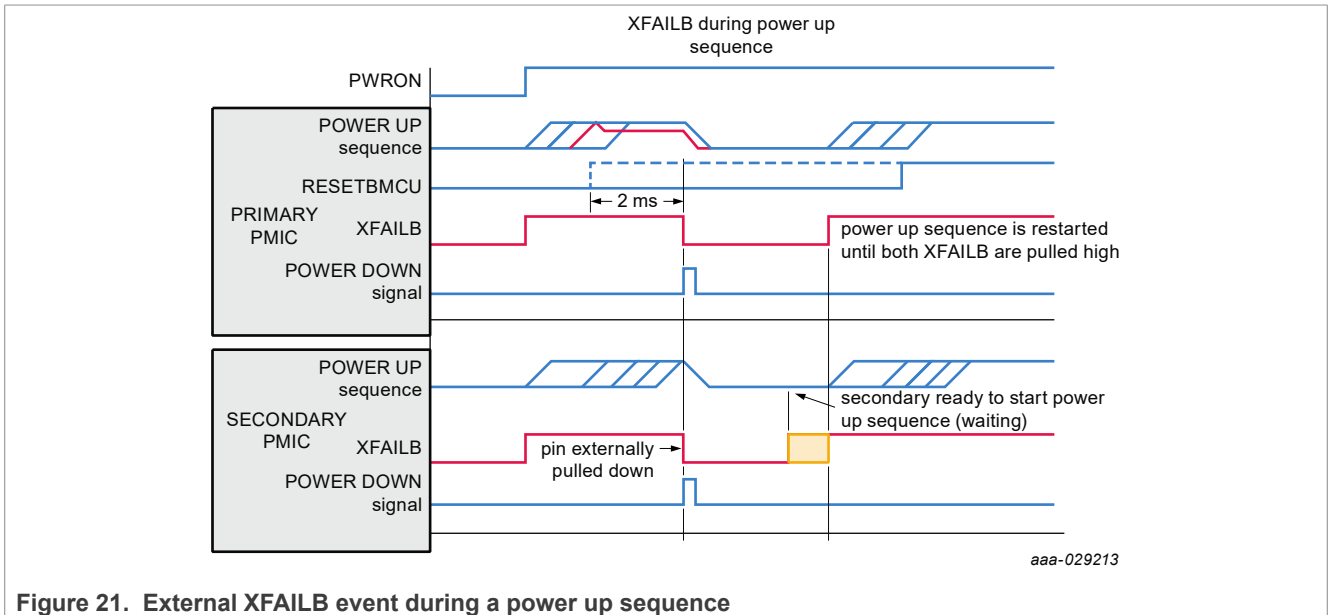 XFAILB during power up
sequence
PWRON
POWER UP
sequence
RESETBMCU
2 ms
PRIMARY
PMIC
XFAILB
power up sequence is restarted
until both XFAILB are pulled high
POWER DOWN
signal
POWER UP
sequence
secondary ready to start power
up sequence (waiting)
SECONDARY
PMIC
XFAILB
pin externally
pulled down
POWER DOWN
signal
aaa-029213
Figure 21. External XFAILB event during a power up sequence